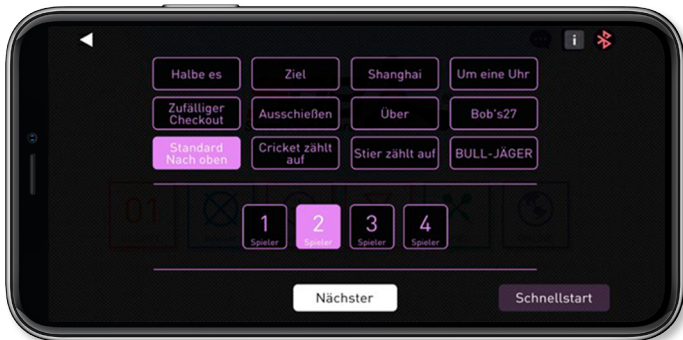 i
Halbe es
Ziel
Shanghai
Um eine Uhr
Zufälliger
Checkout
Ausschießen
Über
Bob's27
Standard
Nach oben
Cricket zählt
auf
Stier zählt auf
BULL-JÄGER
01
1
Spieler
2
Spieler
3
Spieler
4
Spieler
Nächster
Schnellstart